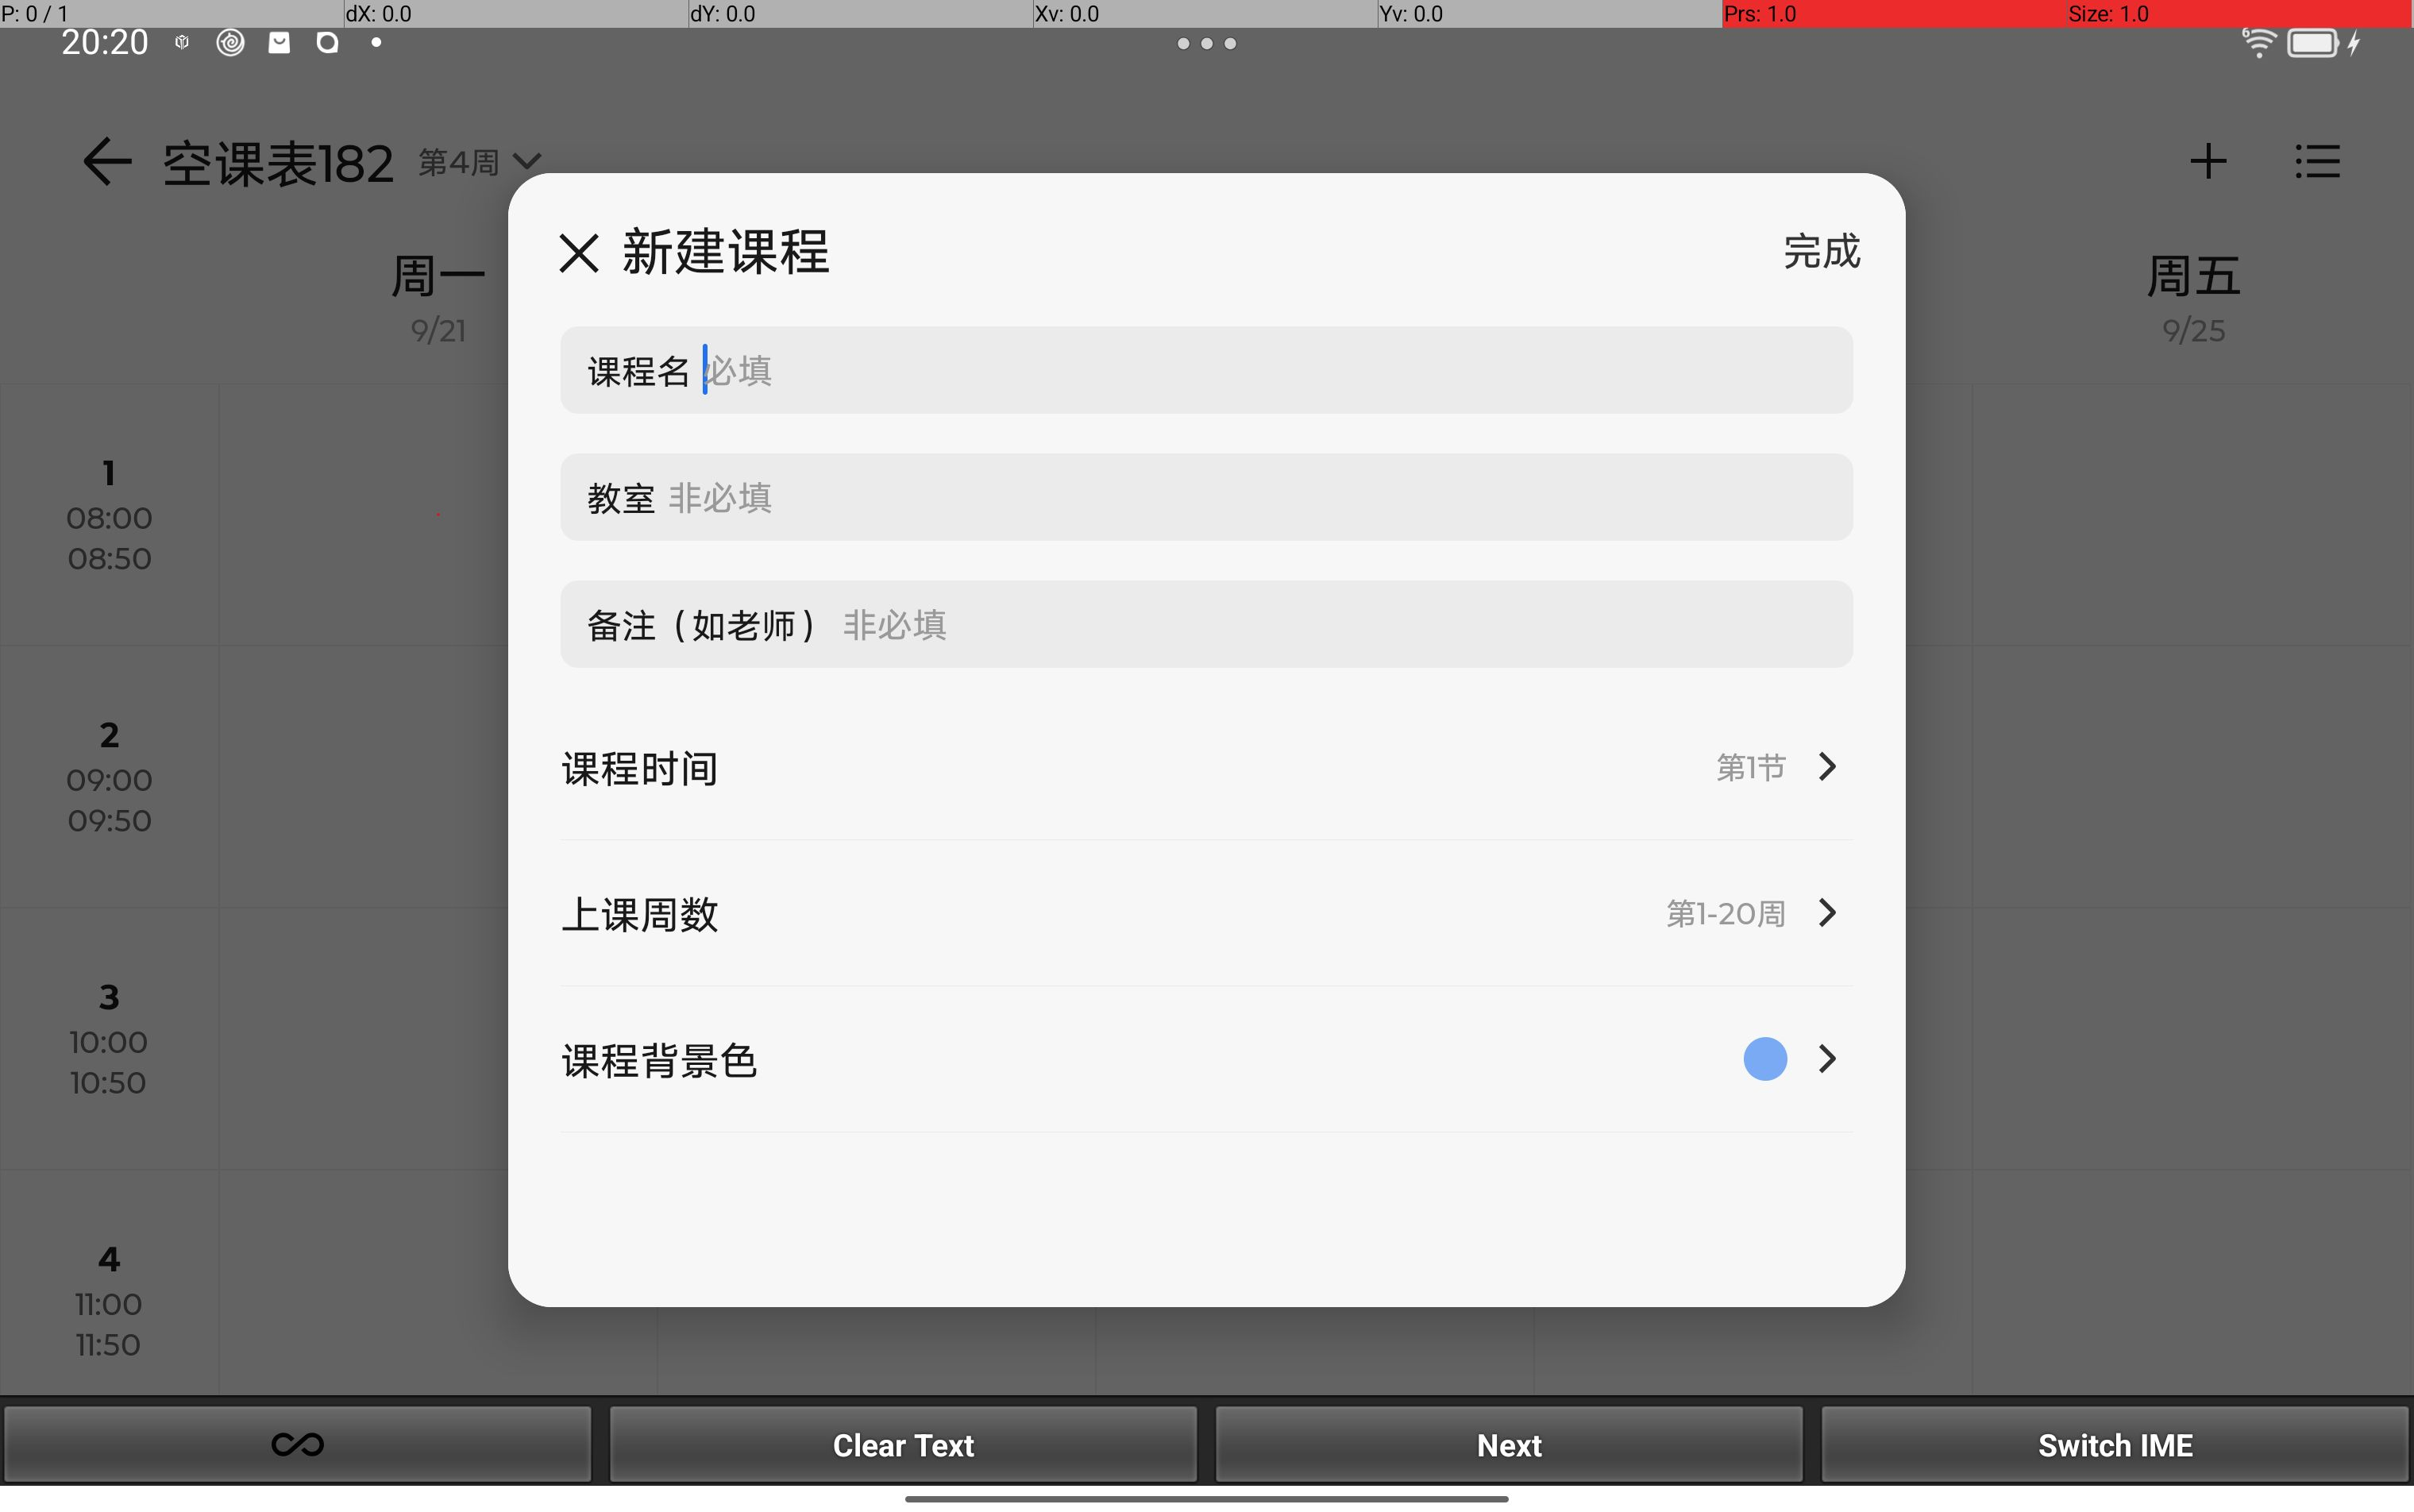 P: 0 / 1 dX: 0.0 dY: 0.0 Xv: 0.0 Yv: 0.0 Prs: 1.0 Size: 1.0
20:20 6
空课表182 第4周
周一 周五
9/21 9/25
新建课程 完成
课程名 必填
教室 非必填
备注（如老师） 非必填
课程时间 第1节
上课周数 第1-20周
课程背景色
1
08:00
08:50
2
09:00
09:50
3
10:00
10:50
4
11:00
11:50
Clear Text Next Switch IME